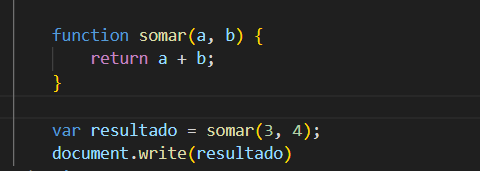 function somar(a, b) {
    return a + b;
}
var resultado = somar(3, 4);
document.write(resultado)